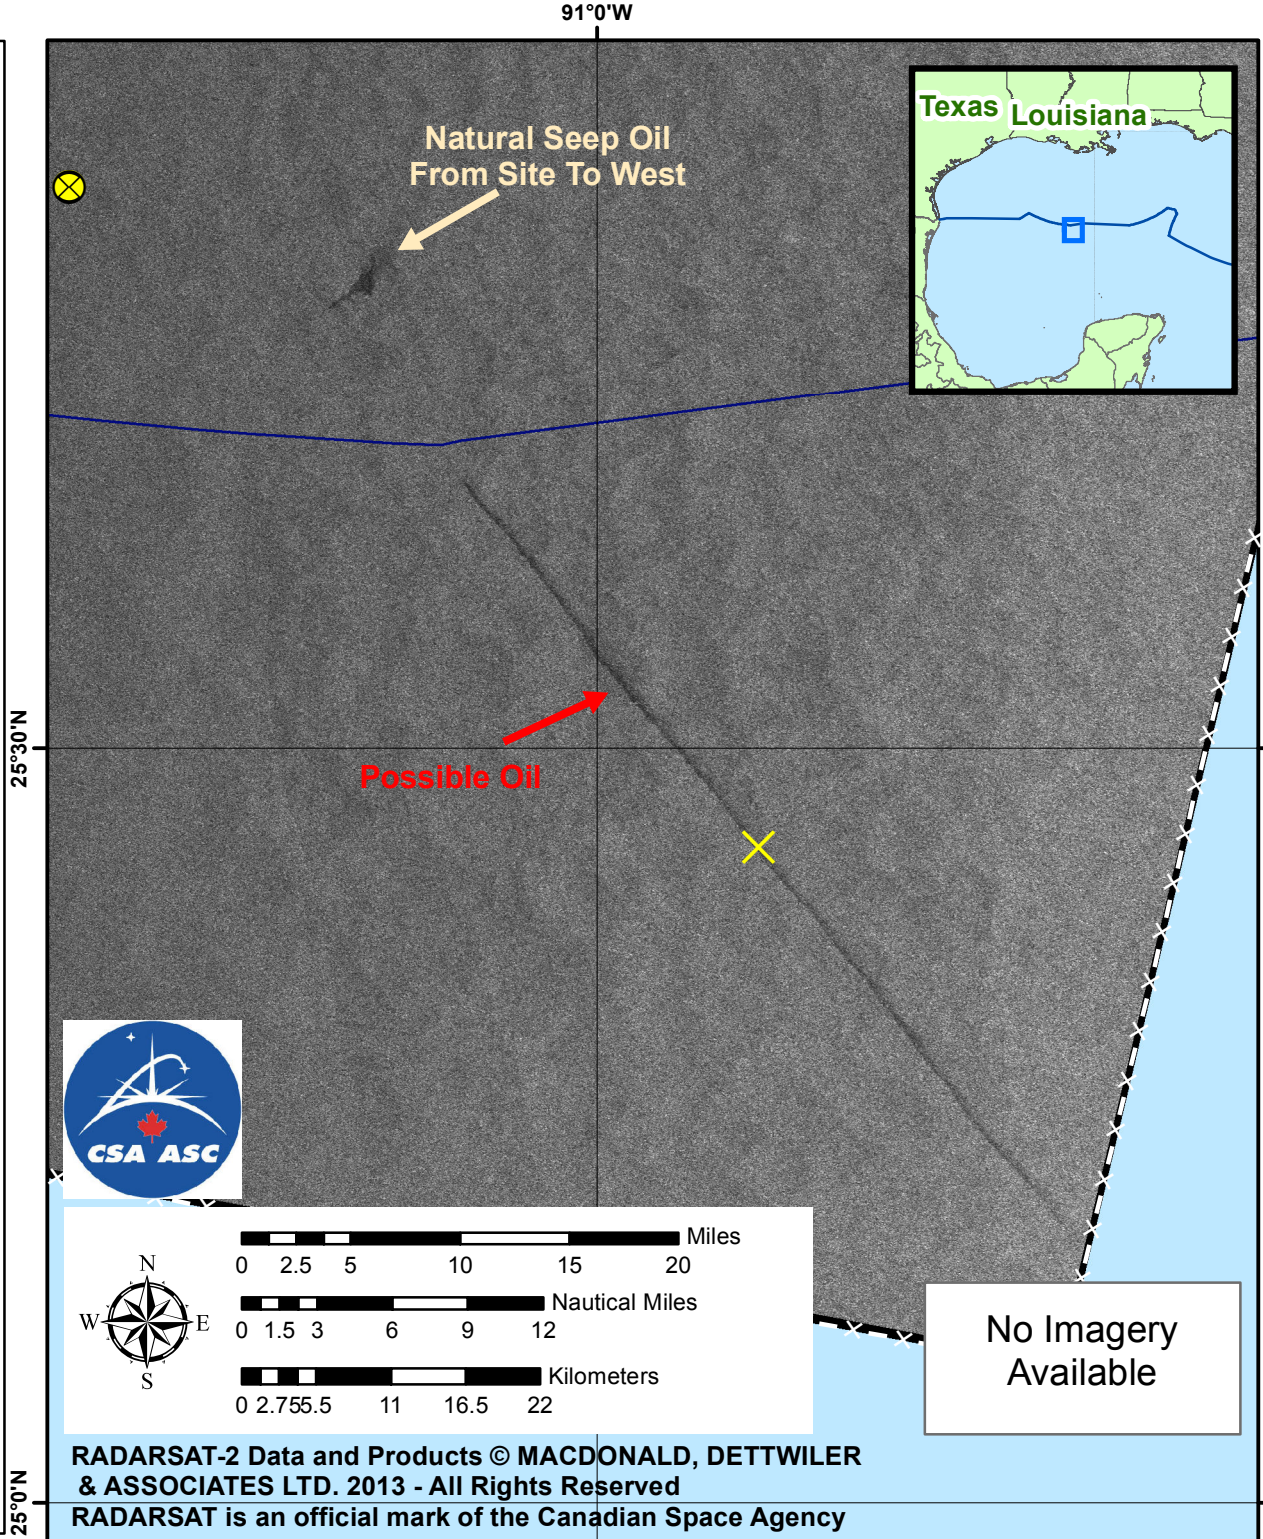 91°0'W
Texas
Louisiana
Natural Seep Oil
From Site To West
25°30'N
Possible Oil
CSA ASC
Miles
0 2.5 5 10 15 20
Nautical Miles
0 1.5 3 6 9 12
Kilometers
0 2.75 5.5 11 16.5 22
N
W E
S
No Imagery
Available
RADARSAT-2 Data and Products © MACDONALD, DETTWILER
& ASSOCIATES LTD. 2013 - All Rights Reserved
RADARSAT is an official mark of the Canadian Space Agency
25°0'N